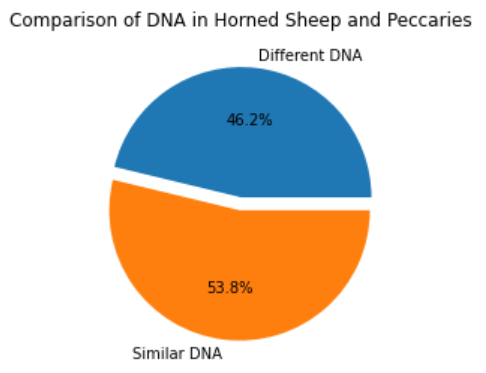 Comparison of DNA in Horned Sheep and Peccaries
Different DNA
46.2%
53.8%
Similar DNA